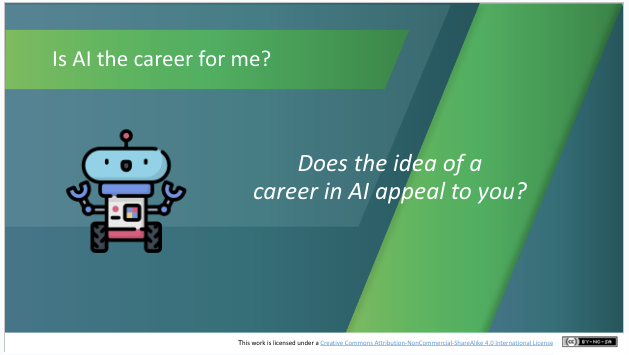 Is AI the career for me?
Does the idea of a
career in AI appeal to you?
This work is licensed under a Creative Commons Attribution-NonCommercial-ShareAlike 4.0 International License
cc BY-NC-SA